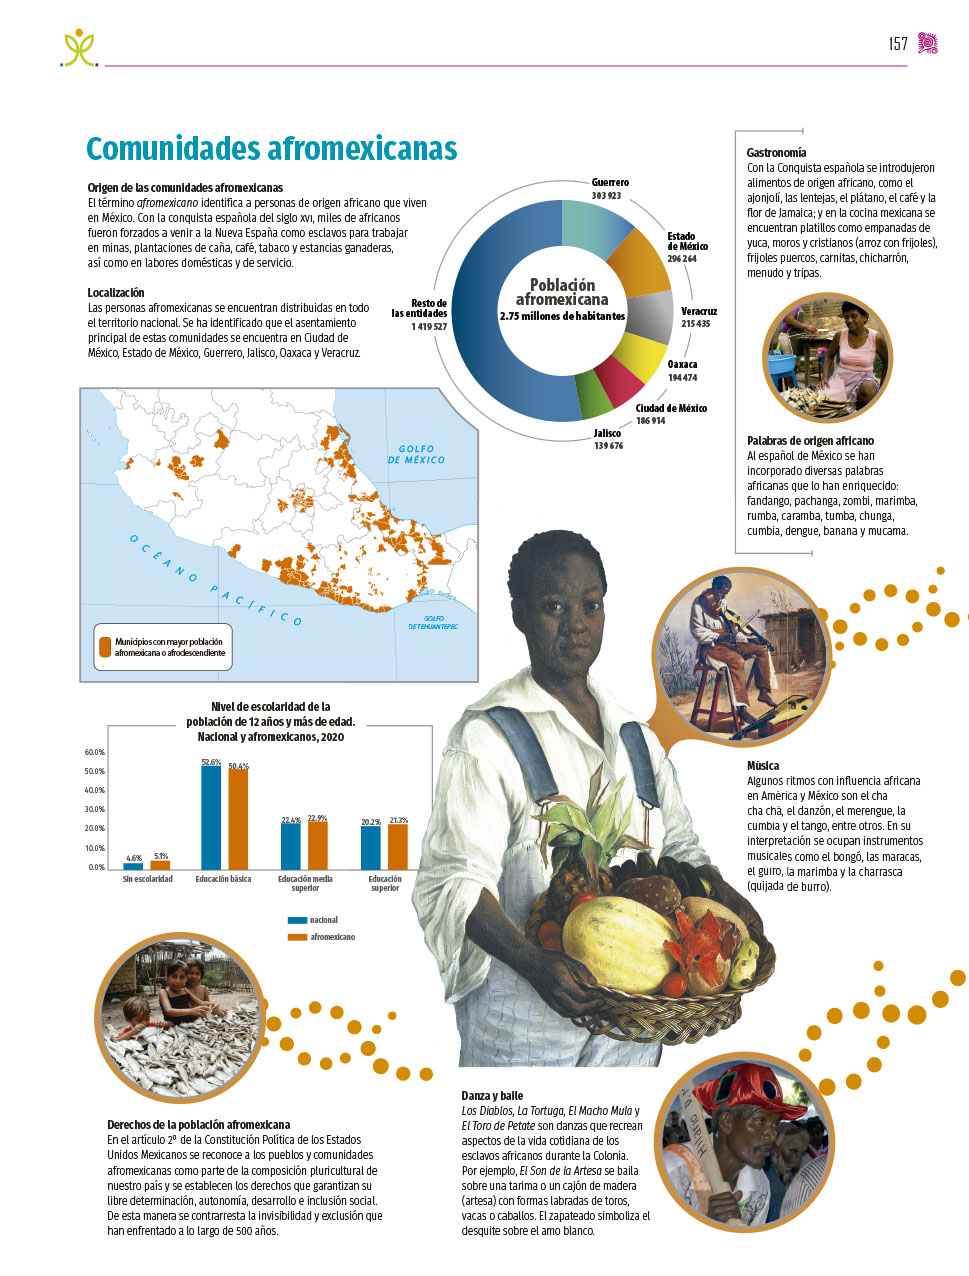 157
Comunidades afromexicanas
Origen de las comunidades afromexicanas
El término afromexicano identifica a personas de origen africano que viven
en México. Con la conquista española del siglo XVI, miles de africanos
fueron forzados a venir a la Nueva España como esclavos para trabajar
en minas, plantaciones de caña, café, tabaco y estancias ganaderas,
así como en labores domésticas y de servicio.
Localización
Las personas afromexicanas se encuentran distribuidas en todo
el territorio nacional. Se ha identificado que el asentamiento
principal de estas comunidades se encuentra en Ciudad de
México, Estado de México, Guerrero, Jalisco, Oaxaca y Veracruz.
Población
afromexicana
2.75 millones de habitantes
Guerrero
303 923
Estado
de México
296 264
Veracruz
215 435
Oaxaca
194 474
Ciudad de México
186 914
Jalisco
139 676
Resto de
las entidades
1 419 527
Gastronomía
Con la Conquista española se introdujeron
alimentos de origen africano, como el
ajonjolí, las lentejas, el plátano, el café y la
flor de Jamaica; y en la cocina mexicana se
encuentran platillos como empanadas de
yuca, moros y cristianos (arroz con frijoles),
frijoles puercos, carnitas, chicharrón,
menudo y tripas.
Palabras de origen africano
Al español de México se han
incorporado diversas palabras
africanas que lo han enriquecido:
fandango, pachanga, zombi, marimba,
rumba, caramba, tumba, chunga,
cumbia, dengue, banana y mucama.
GOLFO
DE MÉXICO
OCÉANO PACÍFICO
GOLFO
DE TEHUANTEPEC
Municipios con mayor población
afromexicana o afrodescendiente
Nivel de escolaridad de la
población de 12 años y más de edad.
Nacional y afromexicanos, 2020
60.0%
50.0%
40.0%
30.0%
20.0%
10.0%
0.0%
4.6%
5.1%
52.6%
50.4%
22.4%
22.9%
20.2%
21.3%
Sin escolaridad
Educación básica
Educación media
superior
Educación
superior
nacional
afromexicano
Música
Algunos ritmos con influencia africana
en América y México son el cha
cha chá, el danzón, el merengue, la
cumbia y el tango, entre otros. En su
interpretación se ocupan instrumentos
musicales como el bongó, las maracas,
el guiro, la marimba y la charrasca
(quijada de burro).
Derechos de la población afromexicana
En el artículo 2º de la Constitución Política de los Estados
Unidos Mexicanos se reconoce a los pueblos y comunidades
afromexicanas como parte de la composición pluricultural de
nuestro país y se establecen los derechos que garantizan su
libre determinación, autonomía, desarrollo e inclusión social.
De esta manera se contrarresta la invisibilidad y exclusión que
han enfrentado a lo largo de 500 años.
Danza y baile
Los Diablos, La Tortuga, El Macho Mula y
El Toro de Petate son danzas que recrean
aspectos de la vida cotidiana de los
esclavos africanos durante la Colonia.
Por ejemplo, El Son de la Artesa se baila
sobre una tarima o un cajón de madera
(artesa) con formas labradas de toros,
vacas o caballos. El zapateado simboliza el
desquite sobre el amo blanco.